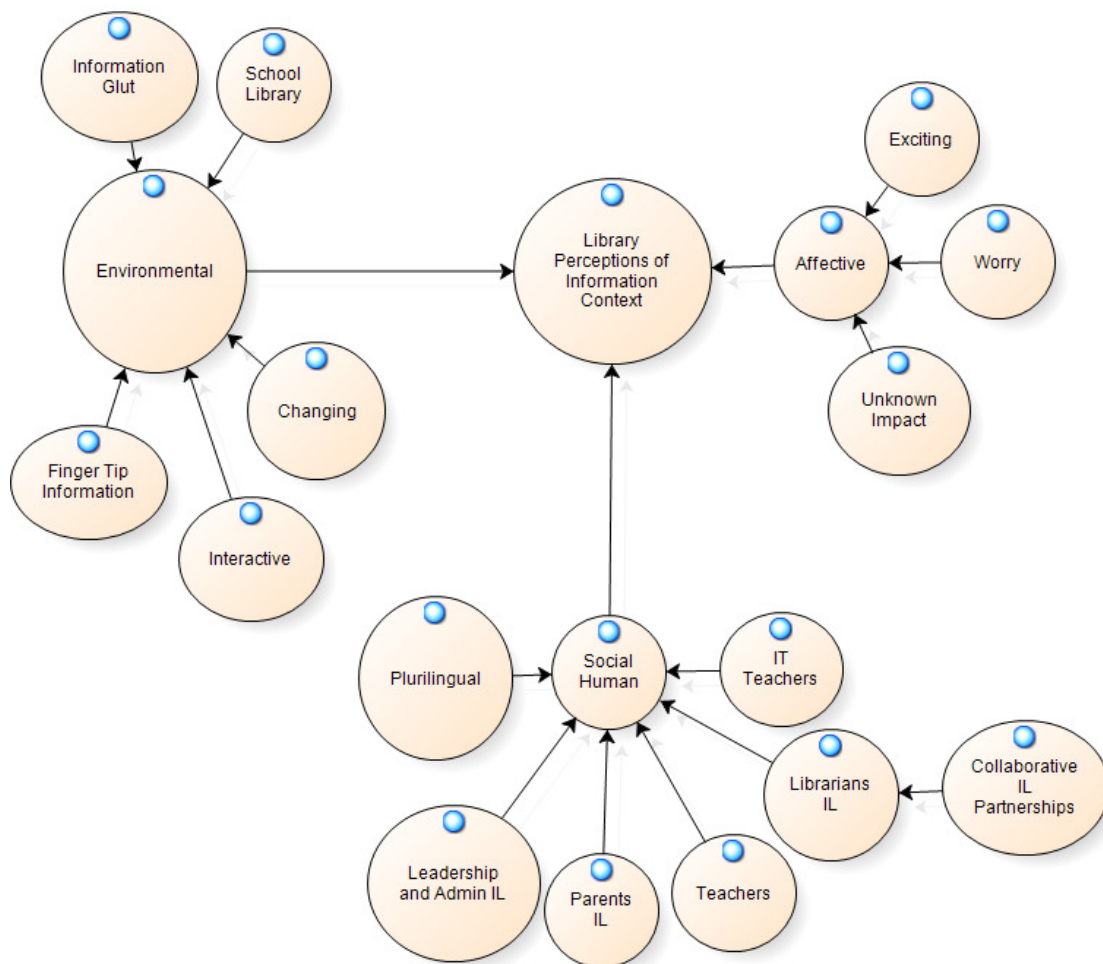 Information
Glut
School
Library
Exciting
Environmental
Library
Perceptions of
Information
Context
Affective
Worry
Changing
Unknown
Impact
Finger Tip
Information
Interactive
Plurilingual
Social
Human
IT
Teachers
Librarians
IL
Collaborative
IL
Partnerships
Leadership
and Admin IL
Parents
IL
Teachers